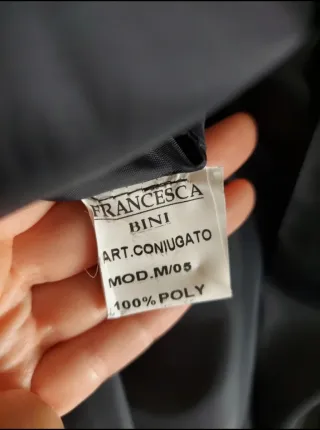 FRANCESCA
BINI
ART.CONIUGATO
MOD.M/05
100% POLY